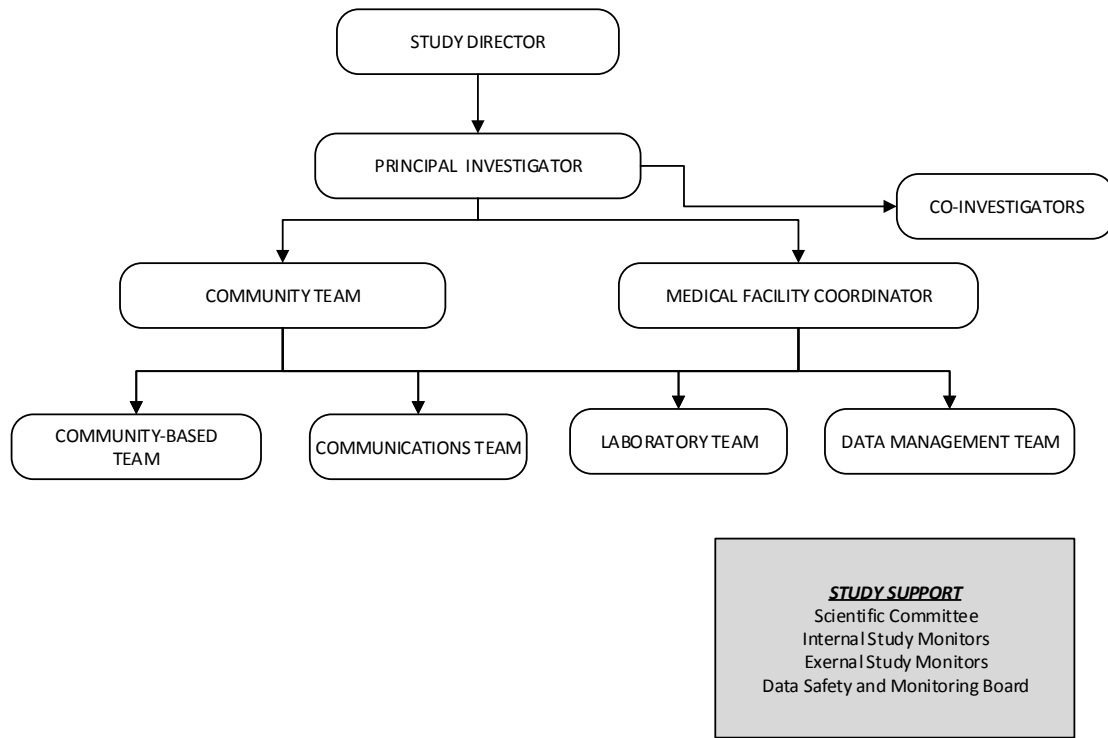 STUDY DIRECTOR
PRINCIPAL INVESTIGATOR
CO-INVESTIGATORS
COMMUNITY TEAM
MEDICAL FACILITY COORDINATOR
COMMUNITY-BASED
TEAM
COMMUNICATIONS TEAM
LABORATORY TEAM
DATA MANAGEMENT TEAM
STUDY SUPPORT
Scientific Committee
Internal Study Monitors
Exernal Study Monitors
Data Safety and Monitoring Board